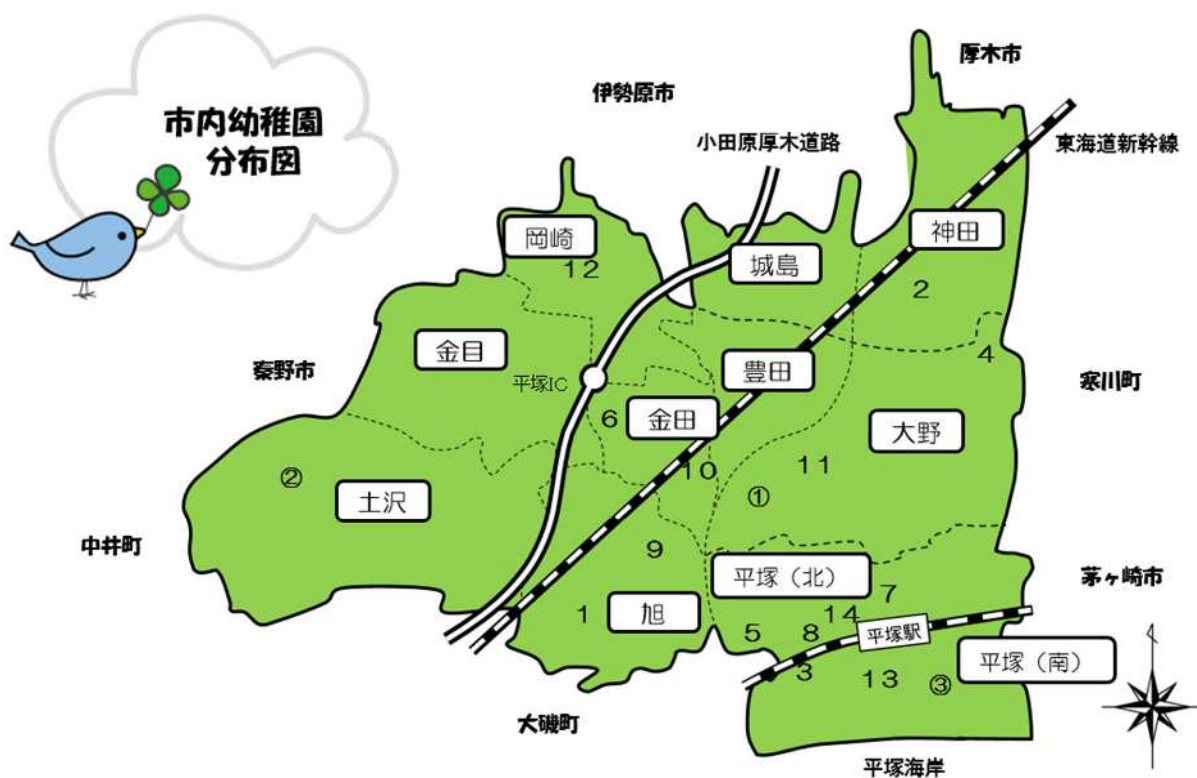 市内幼稚園
分布図
厚木市
伊勢原市
小田原厚木道路
東海道新幹線
岡崎
12
城島
神田
2
金目
秦野市
平塚IC
豊田
4
寒川町
6
金田
大野
10
11
②
土沢
①
中井町
9
平塚(北)
7
茅ヶ崎市
1
旭
5
8
14
平塚駅
平塚(南)
3
13
③
大磯町
平塚海岸